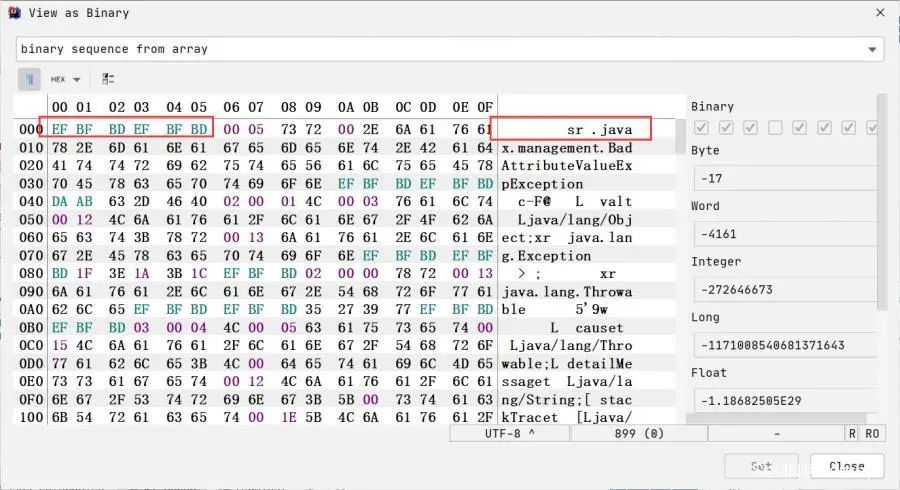 View as Binary
binary sequence from array
HEX
00 01 02 03 04 05 06 07 08 09 0A 0B 0C 0D 0E 0F
000 EF BF BD EF BF BD 00 05 73 72 00 2E 6A 61 76 61 sr .java
010 78 2E 6D 61 6E 61 67 65 6D 65 6E 74 2E 42 61 64 x.management.Bad
020 41 74 74 72 69 62 75 74 65 56 61 6C 75 65 45 78 AttributeValueEx
030 70 45 78 63 65 70 74 69 6F 6E EF BF BD EF BF BD pException
040 DA AB 63 2D 46 40 02 00 01 4C 00 03 76 61 6C 74 c-F@ L valt
050 00 12 4C 6A 61 76 61 2F 6C 61 6E 67 2F 4F 62 6A Ljava/lang/Obj
060 65 63 74 3B 78 72 00 13 6A 61 76 61 2E 6C 61 6E ect;xr java.lan
070 67 2E 45 78 63 65 70 74 69 6F 6E EF BF BD EF BF g.Exception
080 BD 1F 3E 1A 3B 1C EF BF BD 02 00 00 78 72 00 13 > ; xr
090 6A 61 76 61 2E 6C 61 6E 67 2E 54 68 72 6F 77 61 java.lang.Throwa
0A0 62 6C 65 EF BF BD EF BF BD 35 27 39 77 EF BF BD ble 5'9w
0B0 EF BF BD 03 00 04 4C 00 05 63 61 75 73 65 74 00 L causet
0C0 15 4C 6A 61 76 61 2F 6C 61 6E 67 2F 54 68 72 6F Ljava/lang/Thro
0D0 77 61 62 6C 65 3B 4C 00 0D 64 65 74 61 69 6C 4D 65 wable;L detailMe
0E0 73 73 61 67 65 74 00 12 4C 6A 61 76 61 2F 6C 61 ssaget Ljava/la
0F0 6E 67 2F 53 74 72 69 6E 67 3B 5B 00 73 74 61 63 ng/String;[ stac
100 6B 54 72 61 63 65 74 00 1E 5B 4C 6A 61 76 61 2F kTracet [Ljava/
Binary
Byte
-17
Word
-4161
Integer
-272646673
Long
-1171008540681371643
Float
-1.18682505E29
UTF-8 ^ 899 (0) - R RO
Set Close